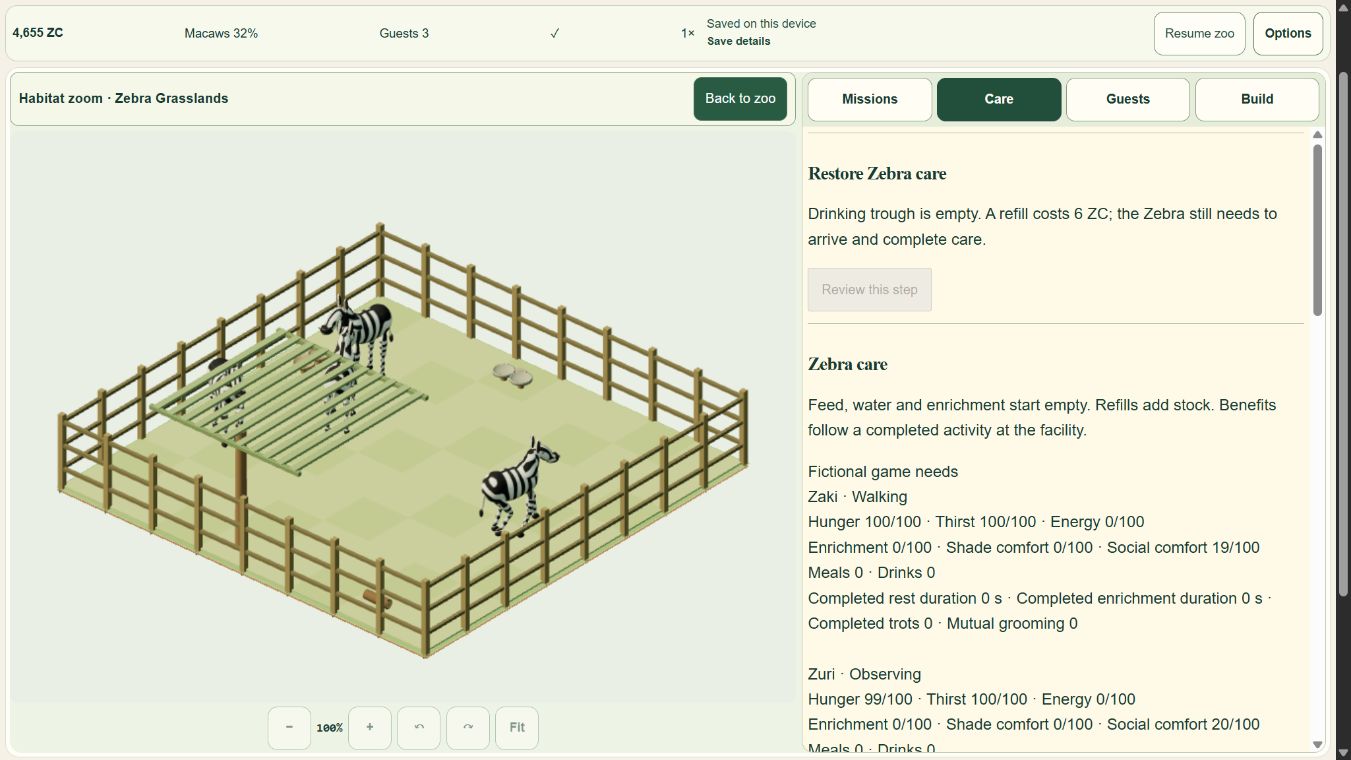 4,655 ZC
Macaws 32%
Guests 3
✓
1×
Saved on this device
Save details
Resume zoo
Options
Habitat zoom · Zebra Grasslands
Back to zoo
Missions
Care
Guests
Build
Restore Zebra care
Drinking trough is empty. A refill costs 6 ZC; the Zebra still needs to
arrive and complete care.
Review this step
Zebra care
Feed, water and enrichment start empty. Refills add stock. Benefits
follow a completed activity at the facility.
Fictional game needs
Zaki · Walking
Hunger 100/100 · Thirst 100/100 · Energy 0/100
Enrichment 0/100 · Shade comfort 0/100 · Social comfort 19/100
Meals 0 · Drinks 0
Completed rest duration 0 s · Completed enrichment duration 0 s ·
Completed trots 0 · Mutual grooming 0
Zuri · Observing
Hunger 99/100 · Thirst 100/100 · Energy 0/100
Enrichment 0/100 · Shade comfort 0/100 · Social comfort 20/100
Meals 0 · Drinks 0
− 100% + ↶ ↷ Fit